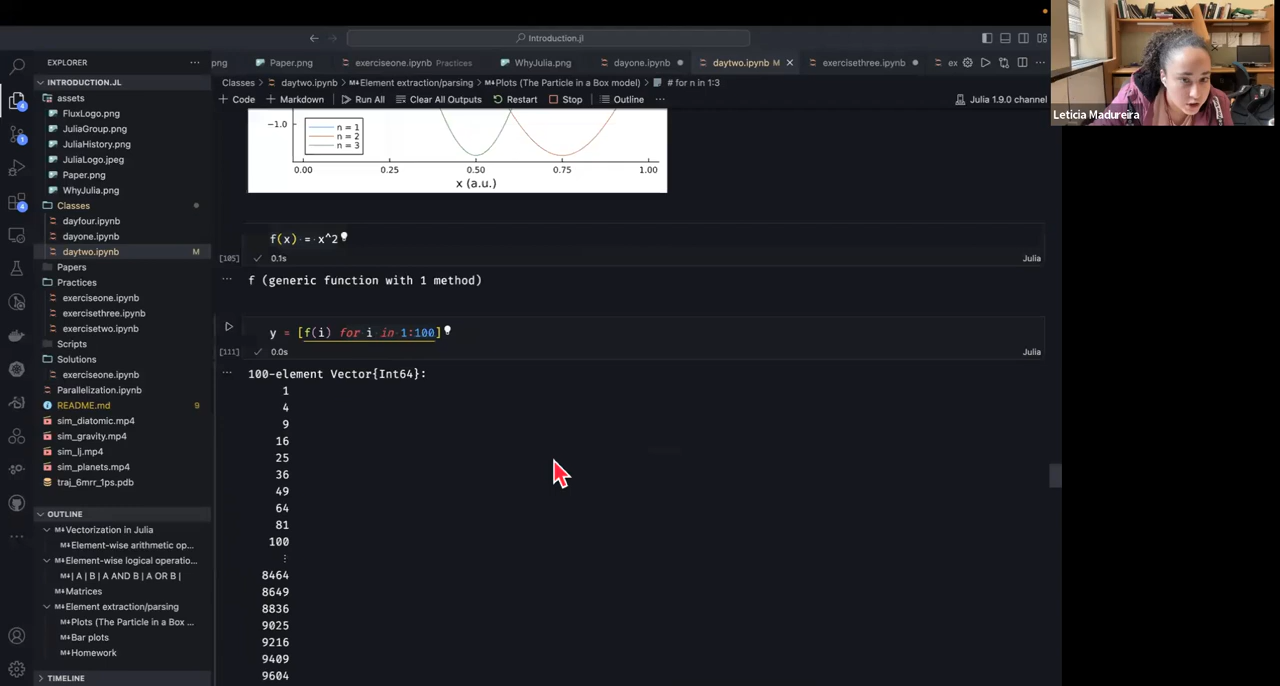 Introduction.jl
EXPLORER
INTRODUCTION.JL
assets
FluxLogo.png
JuliaGroup.png
JuliaHistory.png
JuliaLogo.jpeg
Paper.png
WhyJulia.png
Classes
dayfour.ipynb
dayone.ipynb
daytwo.ipynb M
Papers
Practices
exerciseone.ipynb
exercisethree.ipynb
exercisetwo.ipynb
Scripts
Solutions
exerciseone.ipynb
Parallelization.ipynb
README.md 9
sim_diatomic.mp4
sim_gravity.mp4
sim_lj.mp4
sim_planets.mp4
traj_6mrr_1ps.pdb
OUTLINE
Vectorization in Julia
Element-wise arithmetic op...
Element-wise logical operatio...
| A | B | A AND B | A OR B |
Matrices
Element extraction/parsing
Plots (The Particle in a Box ...
Bar plots
Homework
TIMELINE
png Paper.png exerciseone.ipynb Practices WhyJulia.png dayone.ipynb daytwo.ipynb M exercisethree.ipynb ex
Classes > daytwo.ipynb > Element extraction/parsing > Plots (The Particle in a Box model) > # for n in 1:3
+ Code + Markdown Run All Clear All Outputs Restart Stop Outline ... Julia 1.9.0 channel
−1.0
n = 1
n = 2
n = 3
0.00 0.25 0.50 0.75 1.00
x (a.u.)
f(x) = x^2
[105] 0.1s Julia
f (generic function with 1 method)
y = [f(i) for i in 1:100]
[111] 0.0s Julia
100-element Vector{Int64}:
1
4
9
16
25
36
49
64
81
100
⋮
8464
8649
8836
9025
9216
9409
9604
Leticia Madureira
4
1
4